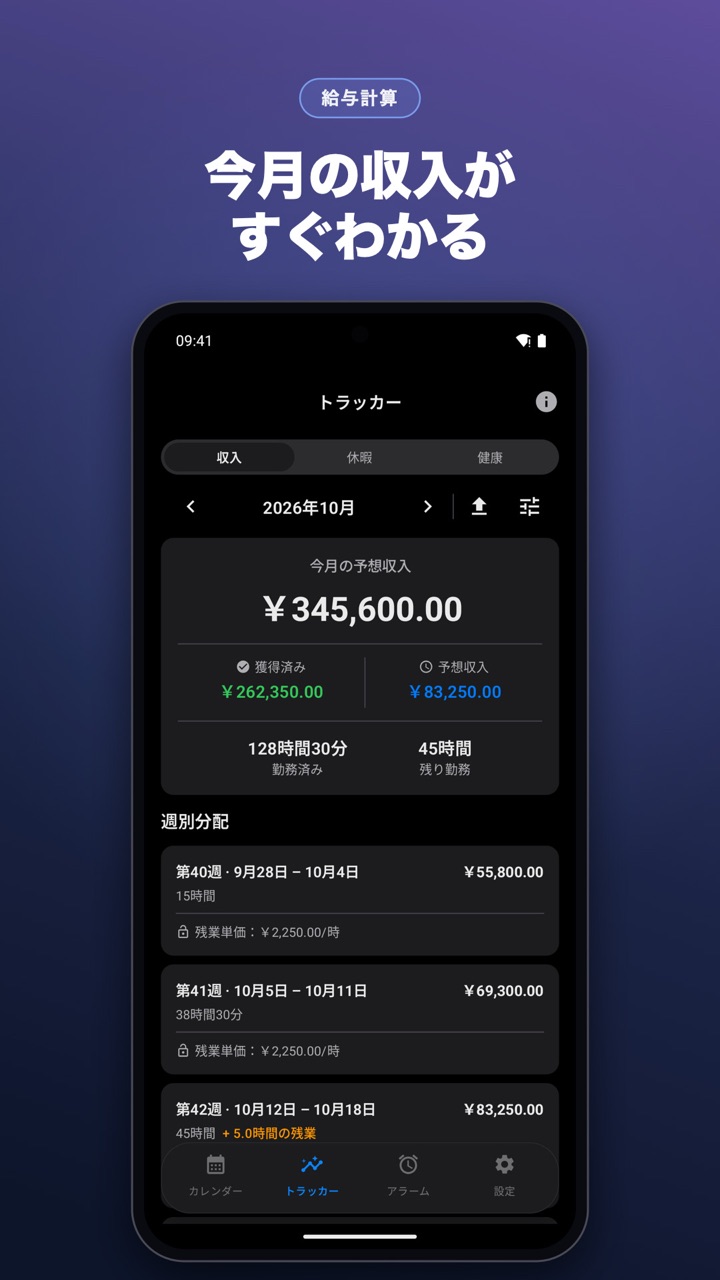 給与計算
今月の収入が
すぐわかる
09:41
トラッカー
収入 休暇 健康
2026年10月
今月の予想収入
￥345,600.00
獲得済み 予想収入
￥262,350.00 ￥83,250.00
128時間30分 45時間
勤務済み 残り勤務
週別分配
第40週 · 9月28日 – 10月4日 ￥55,800.00
15時間
残業単価：￥2,250.00/時
第41週 · 10月5日 – 10月11日 ￥69,300.00
38時間30分
残業単価：￥2,250.00/時
第42週 · 10月12日 – 10月18日 ￥83,250.00
45時間 + 5.0時間の残業
カレンダー トラッカー アラーム 設定